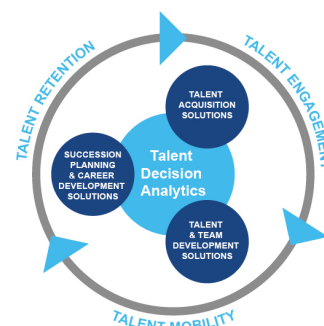 TALENT RETENTION
TALENT ENGAGEMENT
TALENT
ACQUISITION
SOLUTIONS
SUCCESSION
PLANNING
& CAREER
DEVELOPMENT
SOLUTIONS
Talent
Decision
Analytics
TALENT
& TEAM
DEVELOPMENT
SOLUTIONS
TALENT MOBILITY